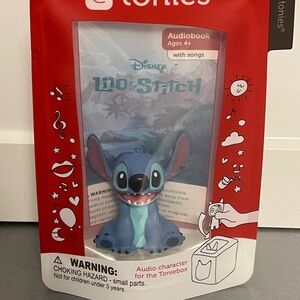 tonies
tonies®
Audiobook
Ages 4+
with songs
Disney
LILO & STITCH
WARNING:
CHOKING HAZARD - small parts.
Not for children under 3 years.
Audio character
for the Toniebox